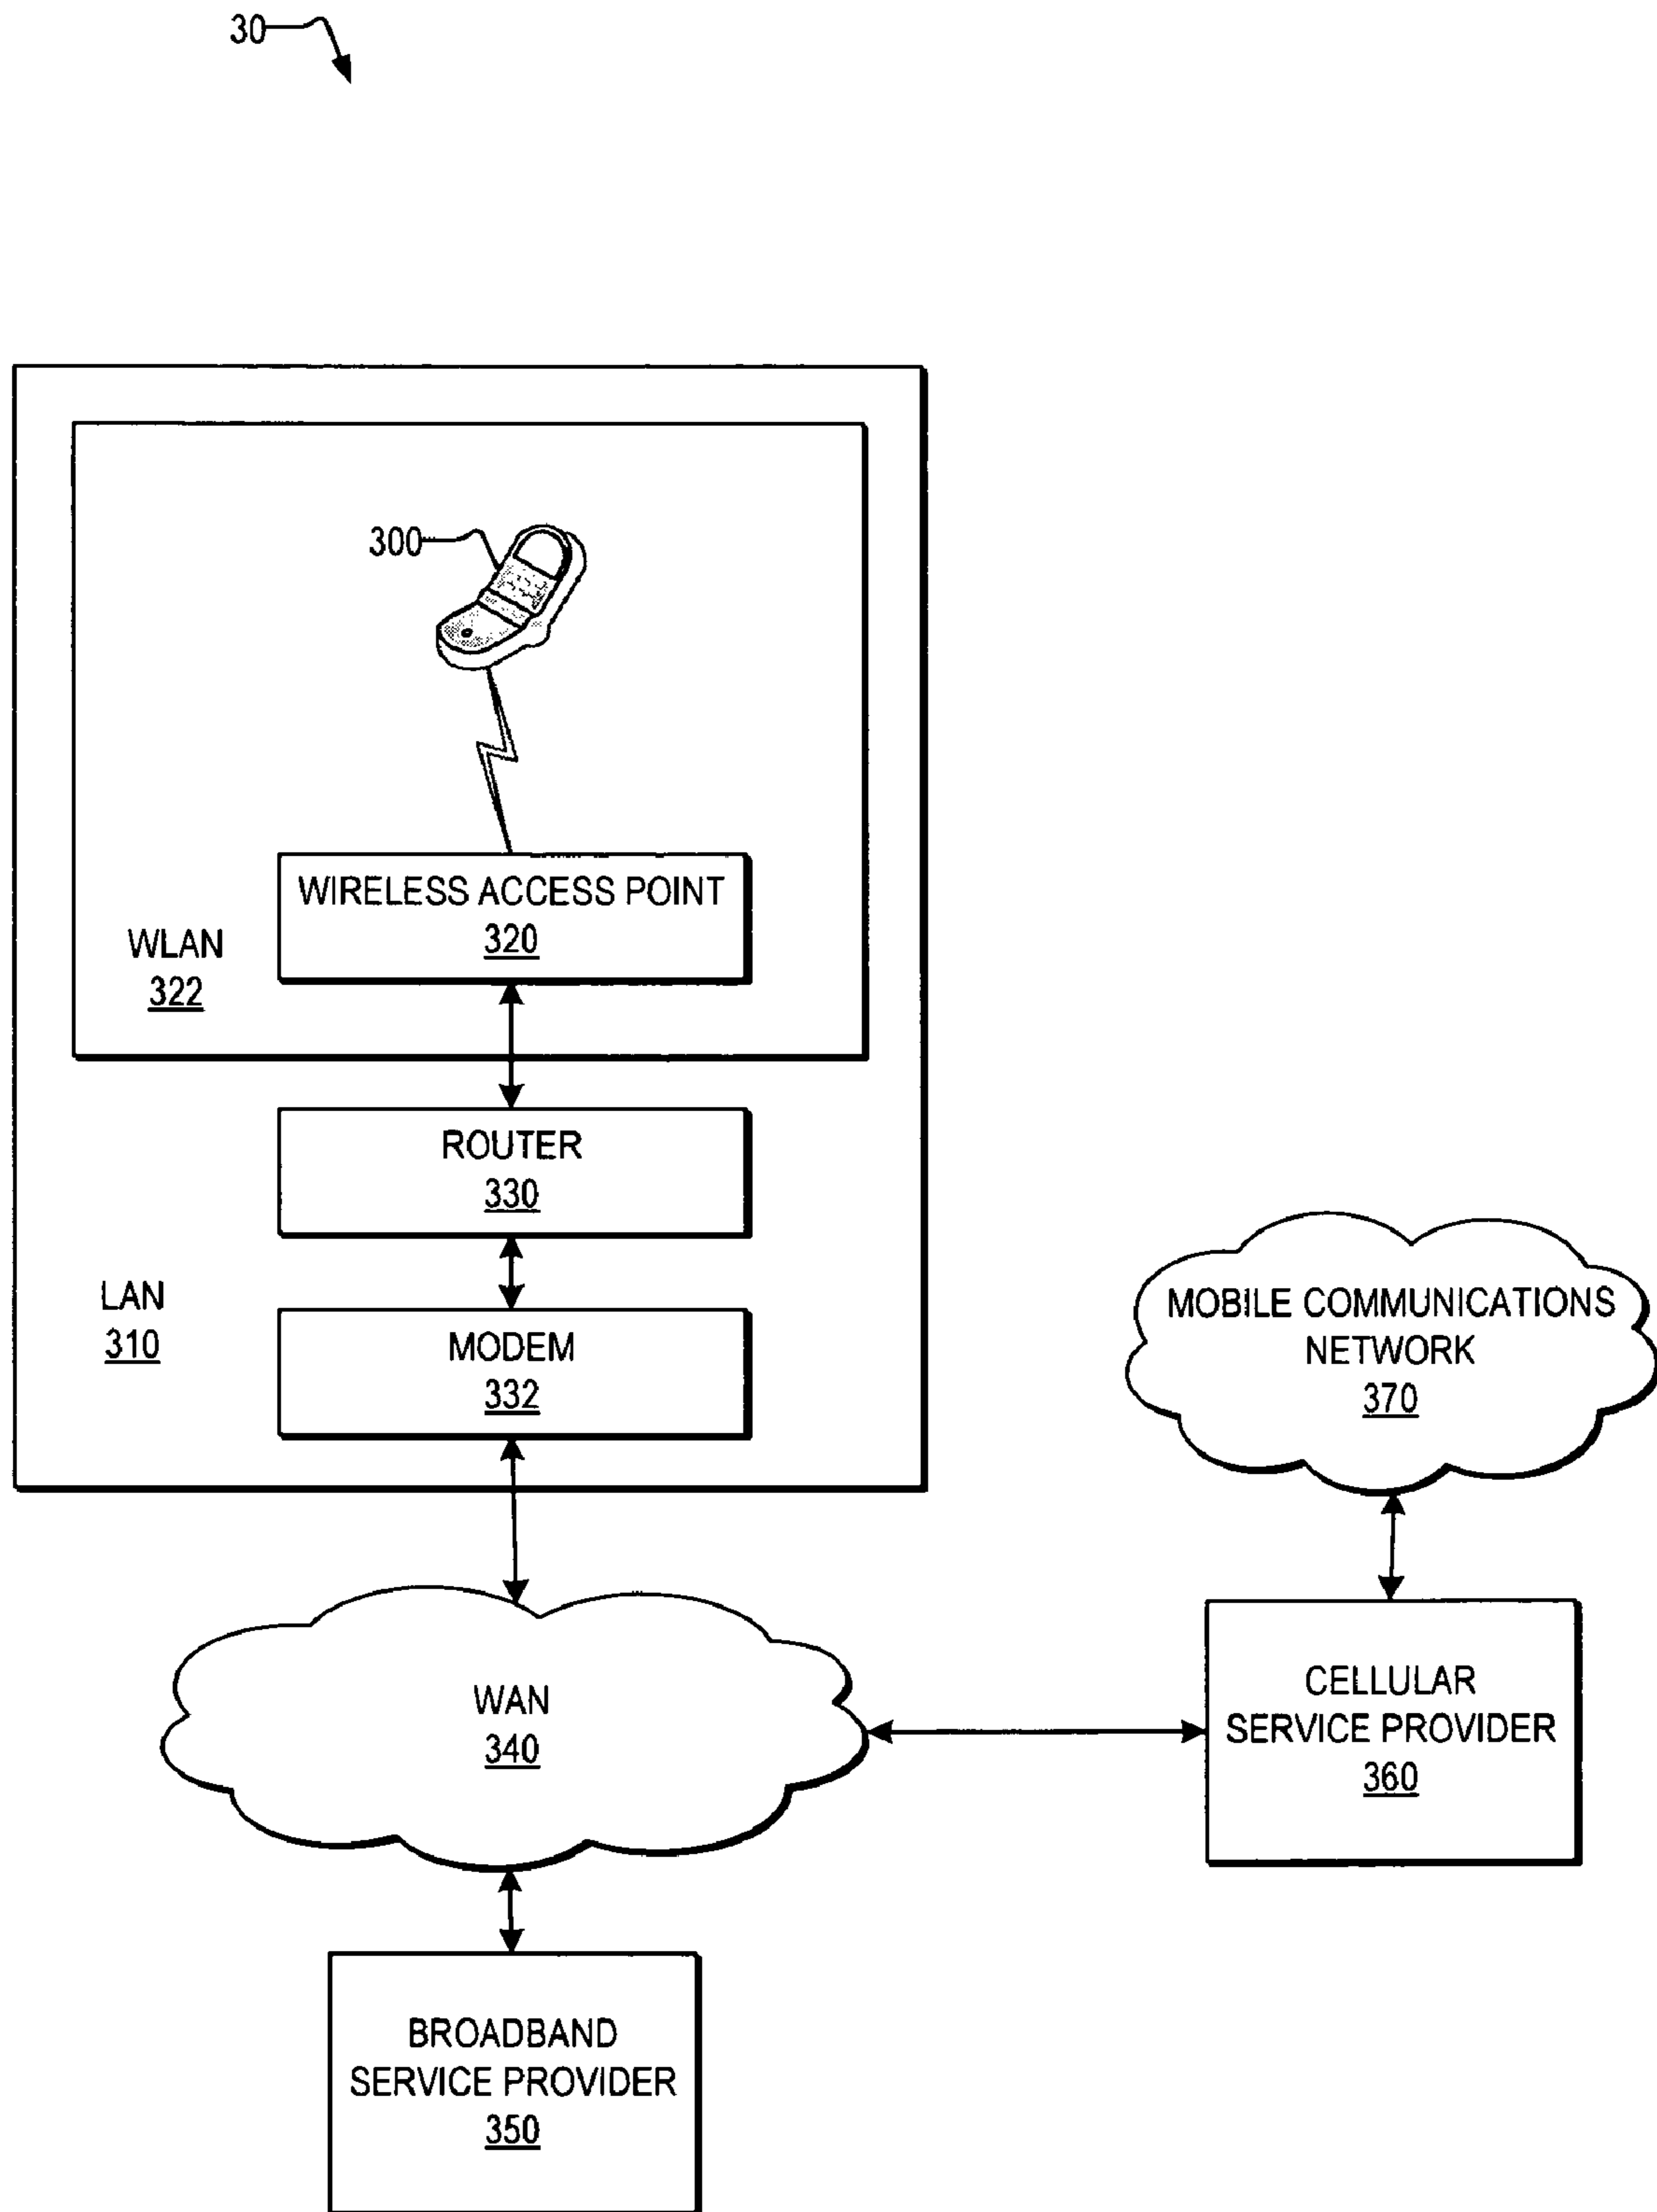 30
300
WIRELESS ACCESS POINT
320
WLAN
322
ROUTER
330
LAN
310
MODEM
332
MOBILE COMMUNICATIONS
NETWORK
370
WAN
340
CELLULAR
SERVICE PROVIDER
360
BROADBAND
SERVICE PROVIDER
350